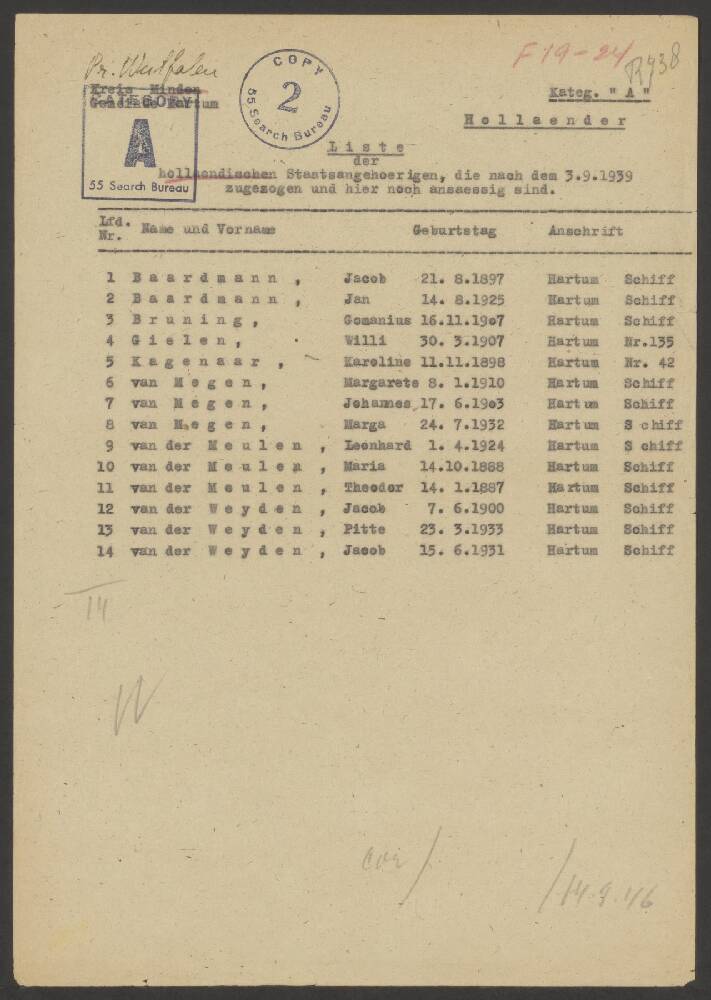 Pr. Westfalen
F 19-24
Kreis Minden
Gemeinde Hartum
CATEGORY
A
55 Search Bureau
COPY
2
55 Search Bureau
Kateg. "A"
Hollaender
Liste
der
hollaendischen Staatsangehoerigen, die nach dem 3.9.1939
zugezogen und hier noch ansaessig sind.
Lfd. Nr. Name und Vorname Geburtstag Anschrift
1 Baardmann, Jacob 21. 8.1897 Hartum Schiff
2 Baardmann, Jan 14. 8.1925 Hartum Schiff
3 Bruning, Gomanius 16.11.1907 Hartum Schiff
4 Gielen, Willi 30. 3.1907 Hartum Nr.135
5 Kagenaar, Karoline 11.11.1898 Hartum Nr. 42
6 van Megen, Margarete 8. 1.1910 Hartum Schiff
7 van Megen, Johannes 17. 6.1903 Hartum Schiff
8 van Megen, Marga 24. 7.1932 Hartum Schiff
9 van der Meulen, Leonhard 1. 4.1924 Hartum Schiff
10 van der Meulen, Maria 14.10.1888 Hartum Schiff
11 van der Meulen, Theodor 14. 1.1887 Hartum Schiff
12 van der Weyden, Jacob 7. 6.1900 Hartum Schiff
13 van der Weyden, Pitte 23. 3.1933 Hartum Schiff
14 van der Weyden, Jacob 15. 6.1931 Hartum Schiff
14
14.9.46